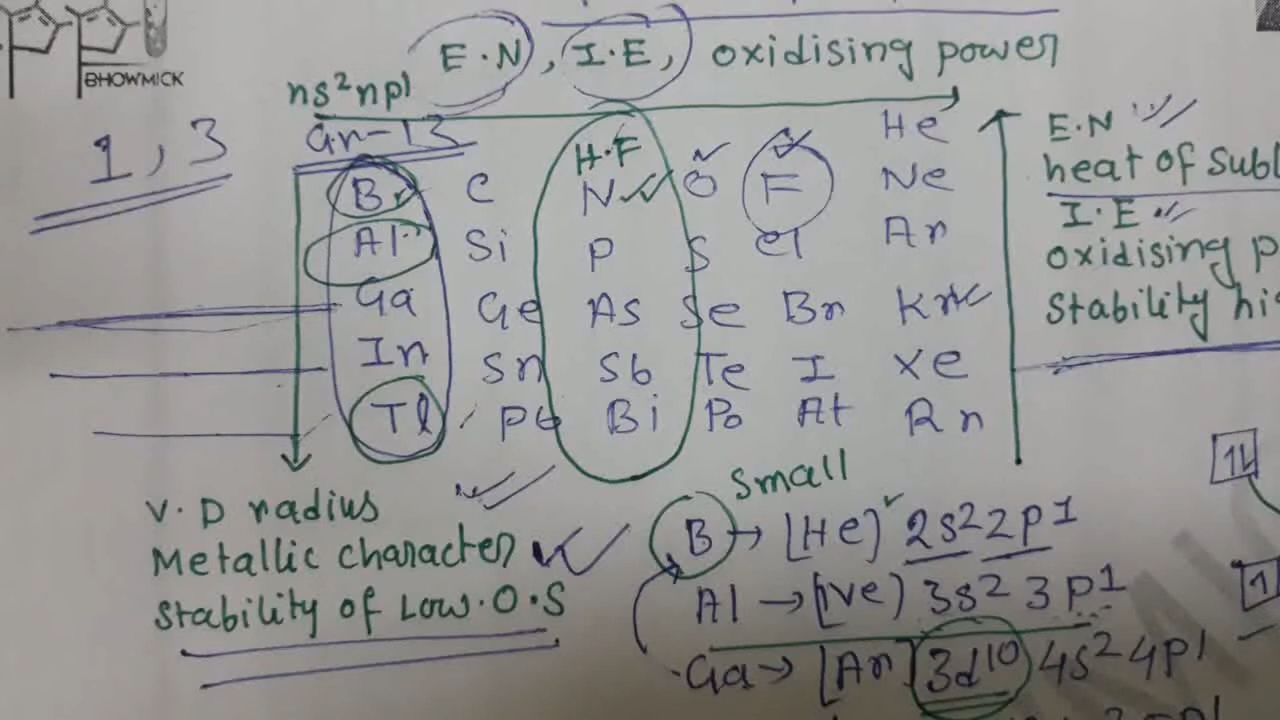 BHOWMICK
E.N, I.E, oxidising power
ns²np¹
1, 3
Gr-13
H.F
He
B C N O F Ne
Al Si P S Cl Ar
Ga Ge As Se Br Kr
In Sn Sb Te I Xe
Tl Pb Bi Po At Rn
E.N
heat of Subl
I.E
oxidising p
Stability hi
V.D radius
Metallic character
Stability of Low.O.S
Small
B → [He] 2s² 2p¹
Al → [Ne] 3s² 3p¹
Ga → [Ar] 3d¹⁰ 4s² 4p¹